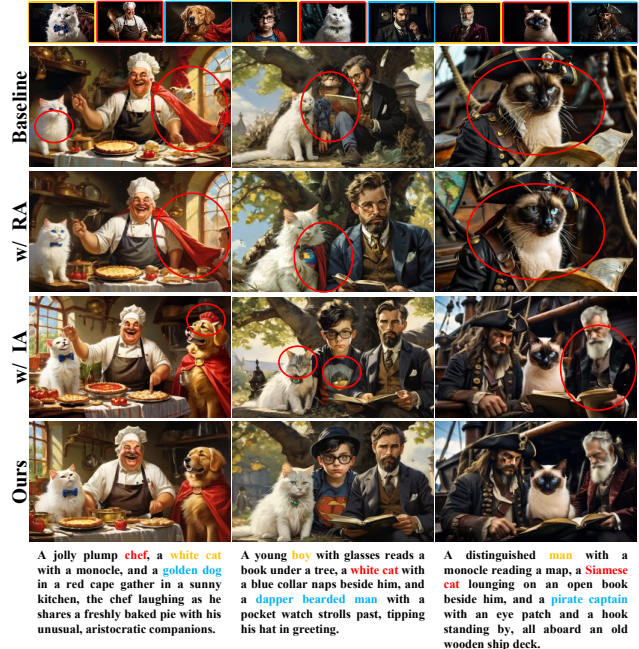 Baseline
w/ RA
w/ IA
Ours
A jolly plump chef, a white cat
with a monocle, and a golden dog
in a red cape gather in a sunny
kitchen, the chef laughing as he
shares a freshly baked pie with his
unusual, aristocratic companions.
A young boy with glasses reads a
book under a tree, a white cat with
a blue collar naps beside him, and
a dapper bearded man with a
pocket watch strolls past, tipping
his hat in greeting.
A distinguished man with a
monocle reading a map, a Siamese
cat lounging on an open book
beside him, and a pirate captain
with an eye patch and a hook
standing by, all aboard an old
wooden ship deck.